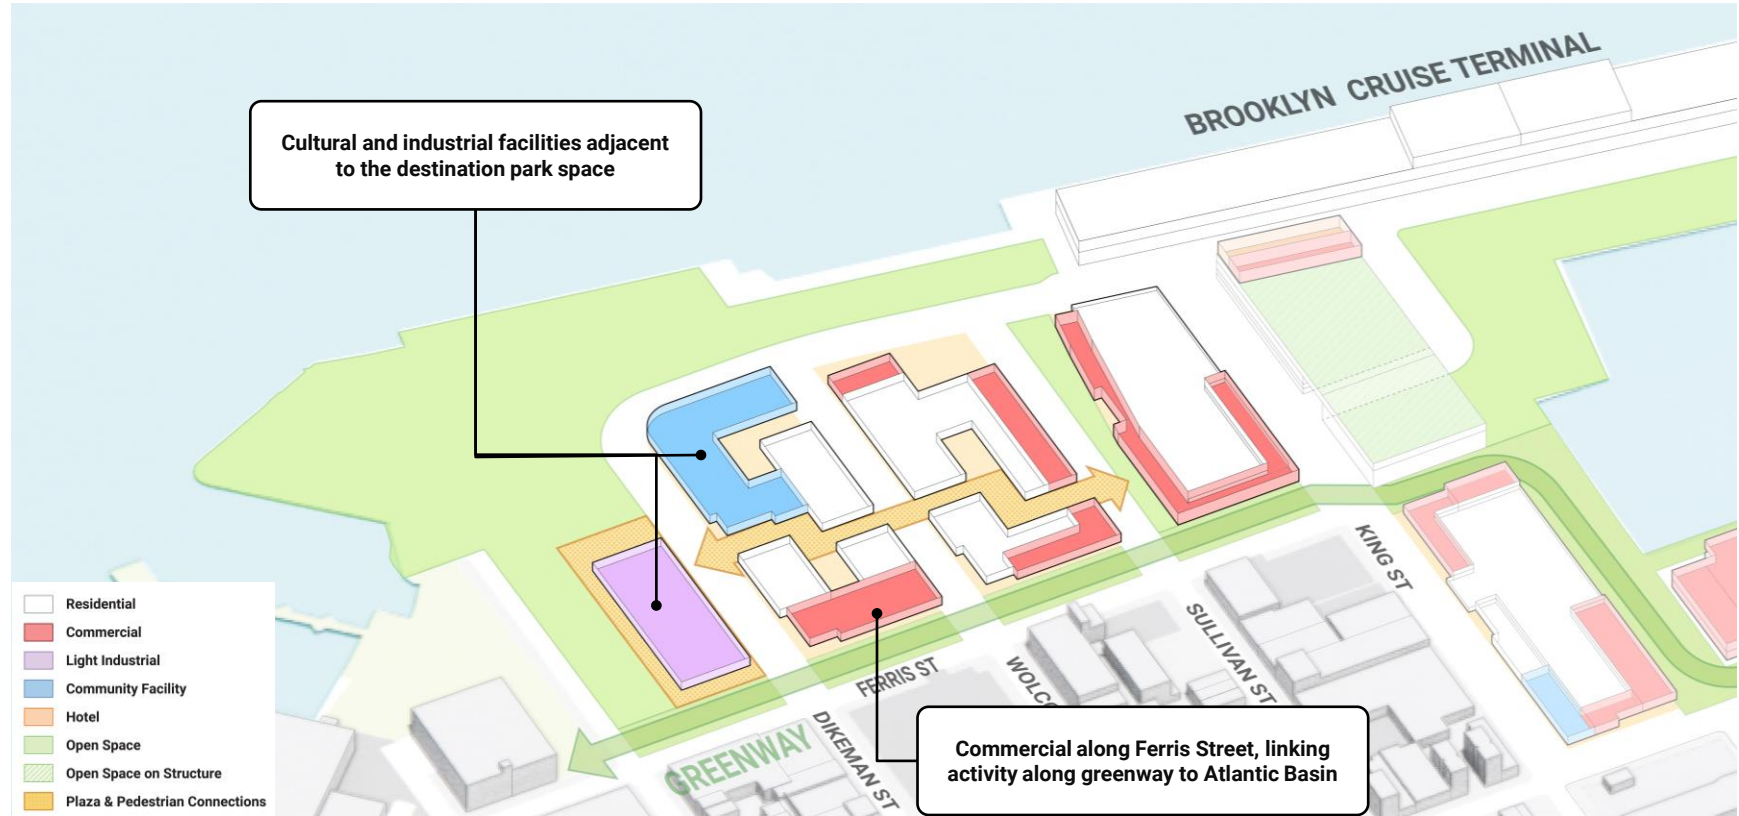 BROOKLYN CRUISE TERMINAL
Cultural and industrial facilities adjacent
to the destination park space
KING ST
SULLIVAN ST
FERRIS ST
DIKEMAN ST
GREENWAY
Commercial along Ferris Street, linking
activity along greenway to Atlantic Basin
Residential
Commercial
Light Industrial
Community Facility
Hotel
Open Space
Open Space on Structure
Plaza & Pedestrian Connections